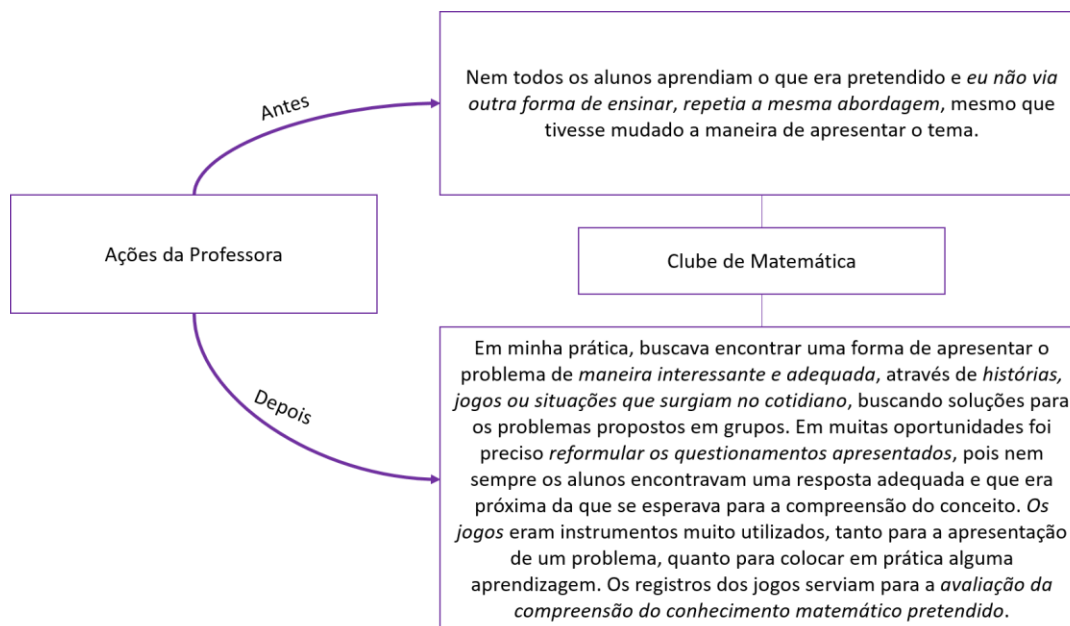 Nem todos os alunos aprendiam o que era pretendido e eu não via
outra forma de ensinar, repetia a mesma abordagem, mesmo que
tivesse mudado a maneira de apresentar o tema.
Antes
Ações da Professora
Clube de Matemática
Depois
Em minha prática, buscava encontrar uma forma de apresentar o
problema de maneira interessante e adequada, através de histórias,
jogos ou situações que surgiam no cotidiano, buscando soluções para
os problemas propostos em grupos. Em muitas oportunidades foi
preciso reformular os questionamentos apresentados, pois nem
sempre os alunos encontravam uma resposta adequada e que era
próxima da que se esperava para a compreensão do conceito. Os
jogos eram instrumentos muito utilizados, tanto para a apresentação
de um problema, quanto para colocar em prática alguma
aprendizagem. Os registros dos jogos serviam para a avaliação da
compreensão do conhecimento matemático pretendido.